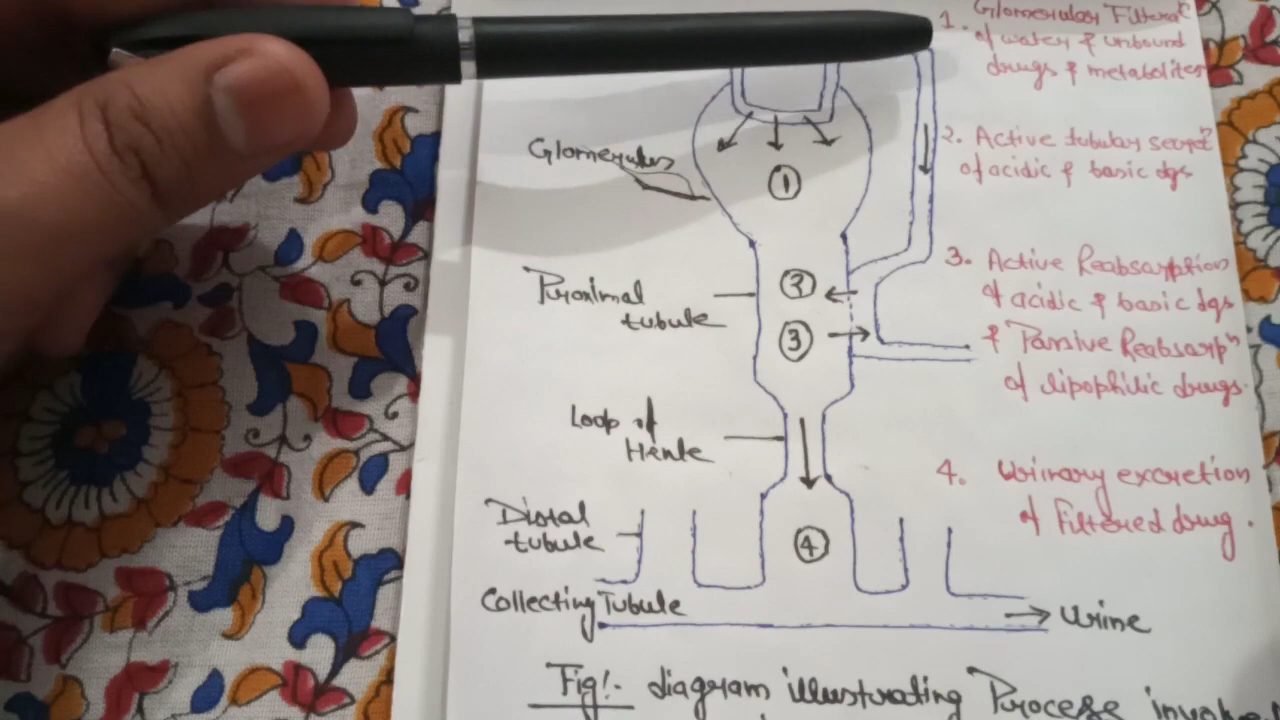 1. Glomerular Filtera^n
of water & unbound
drugs & metabolites
Glomerulus
①
2. Active tubular secret^n
of acidic & basic dgs
Proximal
tubule
②
③
3. Active Reabsorption
of acidic & basic dgs
& Passive Reabsorp^n
of lipophilic drugs.
Loop of
Henle
4. Urinary excretion
of Filtered drug.
Distal
tubule
④
Collecting Tubule
Urine
Fig!- diagram illustrating Process